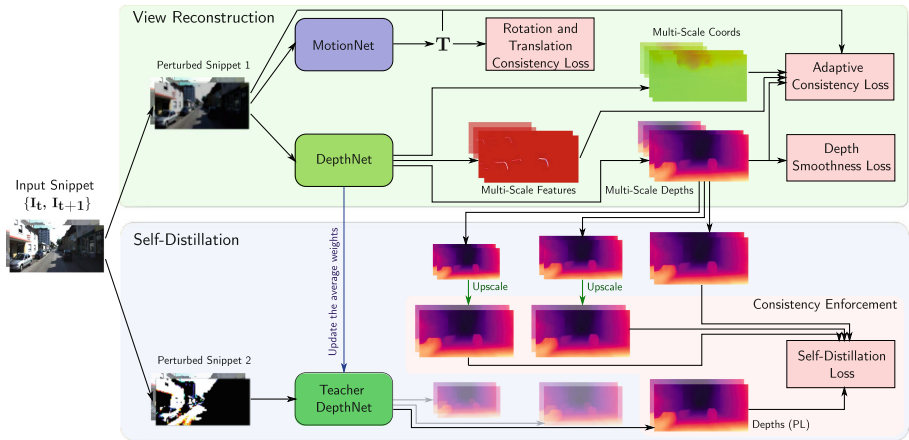 View Reconstruction
Perturbed Snippet 1
MotionNet
T
Rotation and
Translation
Consistency Loss
Multi-Scale Coords
Adaptive
Consistency Loss
DepthNet
Multi-Scale Features
Multi-Scale Depths
Depth
Smoothness Loss
Input Snippet
{It, It+1}
Self-Distillation
Update the average weights
Upscale
Upscale
Consistency Enforcement
Perturbed Snippet 2
Teacher
DepthNet
Self-Distillation
Loss
Depths (PL)